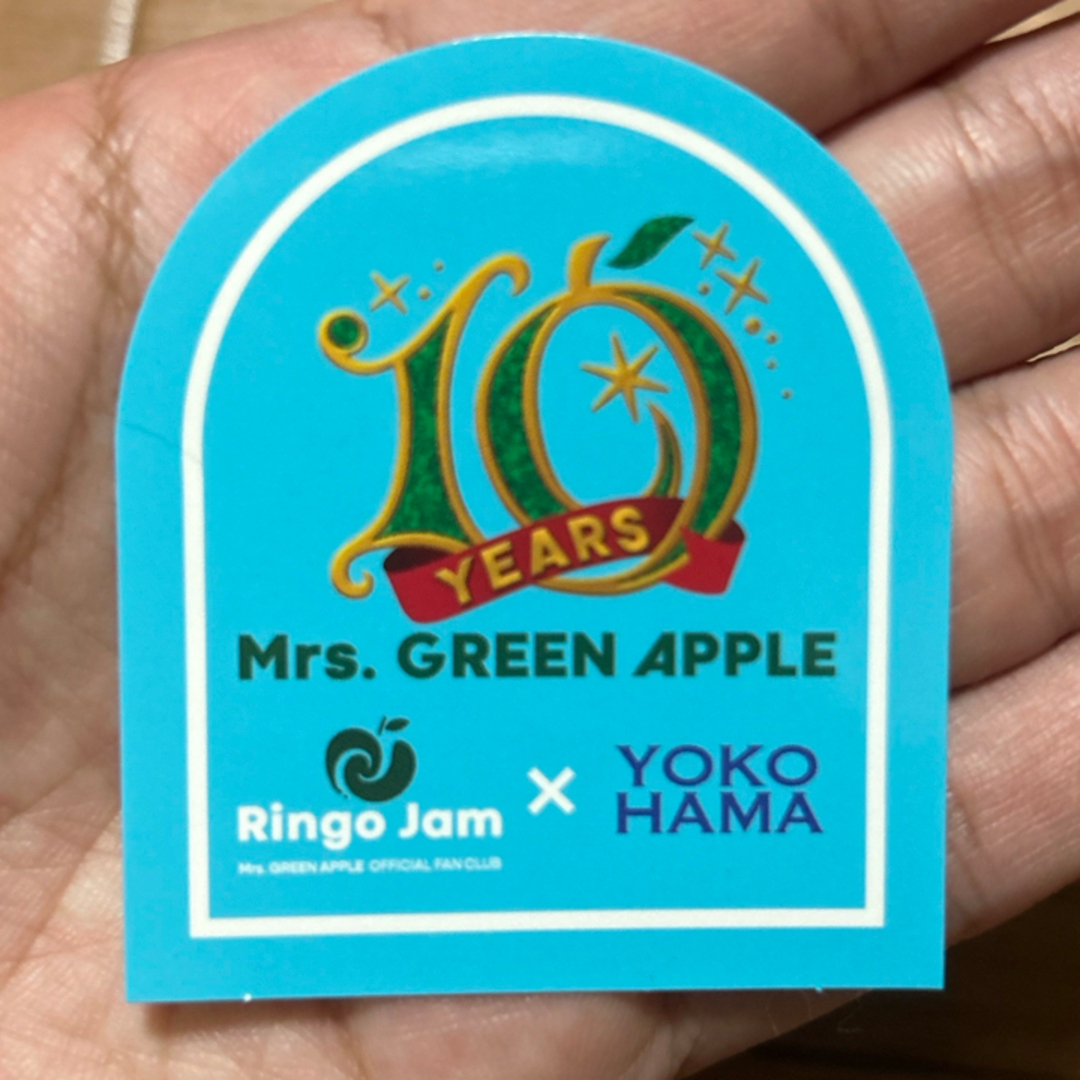 10
YEARS
Mrs. GREEN APPLE
Ringo Jam
Mrs. GREEN APPLE OFFICIAL FAN CLUB
×
YOKO
HAMA